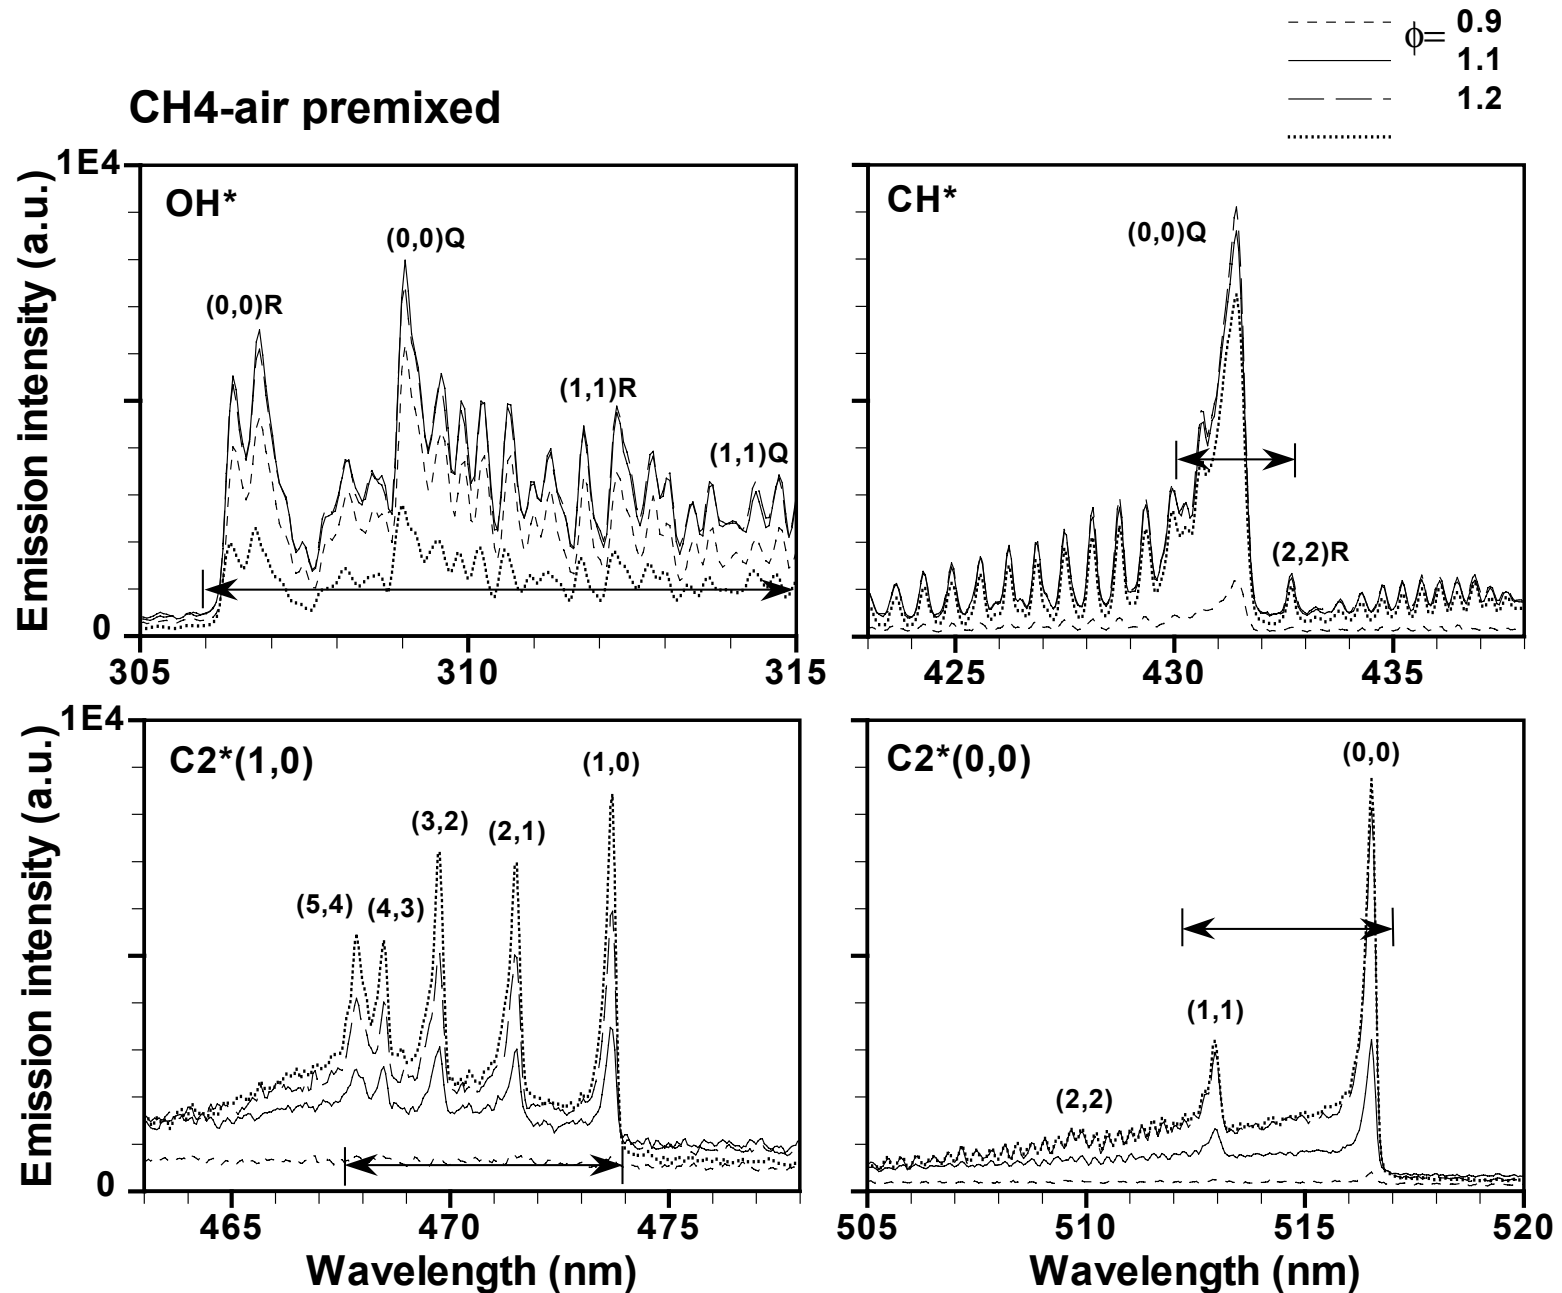 ϕ= 0.9
1.1
1.2
CH4-air premixed
1E4
OH*
(0,0)R
(0,0)Q
(1,1)R
(1,1)Q
Emission intensity (a.u.)
0
305
310
315
CH*
(0,0)Q
(2,2)R
425
430
435
1E4
C2*(1,0)
(5,4)
(4,3)
(3,2)
(2,1)
(1,0)
Emission intensity (a.u.)
0
465
470
475
Wavelength (nm)
C2*(0,0)
(0,0)
(1,1)
(2,2)
505
510
515
520
Wavelength (nm)